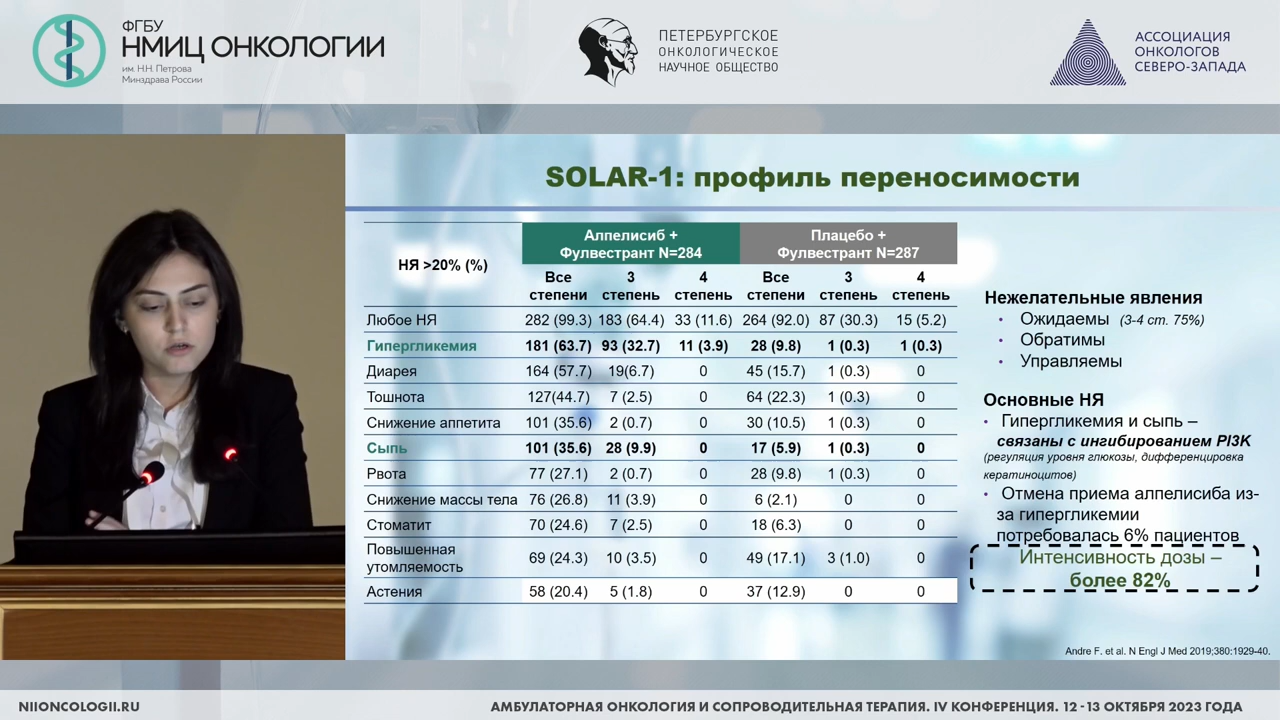 ФГБУ
НМИЦ ОНКОЛОГИИ
им. Н.Н. Петрова
Минздрава России
ПЕТЕРБУРГСКОЕ
ОНКОЛОГИЧЕСКОЕ
НАУЧНОЕ ОБЩЕСТВО
АССОЦИАЦИЯ
ОНКОЛОГОВ
СЕВЕРО-ЗАПАДА
SOLAR-1: профиль переносимости
НЯ >20% (%)
Алпелисиб +
Фулвестрант N=284
Плацебо +
Фулвестрант N=287
Все степени 3 степень 4 степень Все степени 3 степень 4 степень
Любое НЯ 282 (99.3) 183 (64.4) 33 (11.6) 264 (92.0) 87 (30.3) 15 (5.2)
Гипергликемия 181 (63.7) 93 (32.7) 11 (3.9) 28 (9.8) 1 (0.3) 1 (0.3)
Диарея 164 (57.7) 19(6.7) 0 45 (15.7) 1 (0.3) 0
Тошнота 127(44.7) 7 (2.5) 0 64 (22.3) 1 (0.3) 0
Снижение аппетита 101 (35.6) 2 (0.7) 0 30 (10.5) 1 (0.3) 0
Сыпь 101 (35.6) 28 (9.9) 0 17 (5.9) 1 (0.3) 0
Рвота 77 (27.1) 2 (0.7) 0 28 (9.8) 1 (0.3) 0
Снижение массы тела 76 (26.8) 11 (3.9) 0 6 (2.1) 0 0
Стоматит 70 (24.6) 7 (2.5) 0 18 (6.3) 0 0
Повышенная
утомляемость 69 (24.3) 10 (3.5) 0 49 (17.1) 3 (1.0) 0
Астения 58 (20.4) 5 (1.8) 0 37 (12.9) 0 0
Нежелательные явления
• Ожидаемы (3-4 ст. 75%)
• Обратимы
• Управляемы
Основные НЯ
• Гипергликемия и сыпь –
связаны с ингибированием PI3K
(регуляция уровня глюкозы, дифференцировка
кератиноцитов)
• Отмена приема алпелисиба из-
за гипергликемии
потребовалась 6% пациентов
Интенсивность дозы –
более 82%
Andre F. et al. N Engl J Med 2019;380:1929-40.
NIIONCOLOGII.RU
АМБУЛАТОРНАЯ ОНКОЛОГИЯ И СОПРОВОДИТЕЛЬНАЯ ТЕРАПИЯ. IV КОНФЕРЕНЦИЯ. 12-13 ОКТЯБРЯ 2023 ГОДА